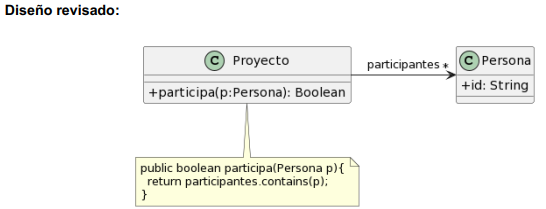 Diseño revisado:
C Proyecto
+participa(p:Persona): Boolean
participantes *
C Persona
+id: String
public boolean participa(Persona p){
return participantes.contains(p);
}